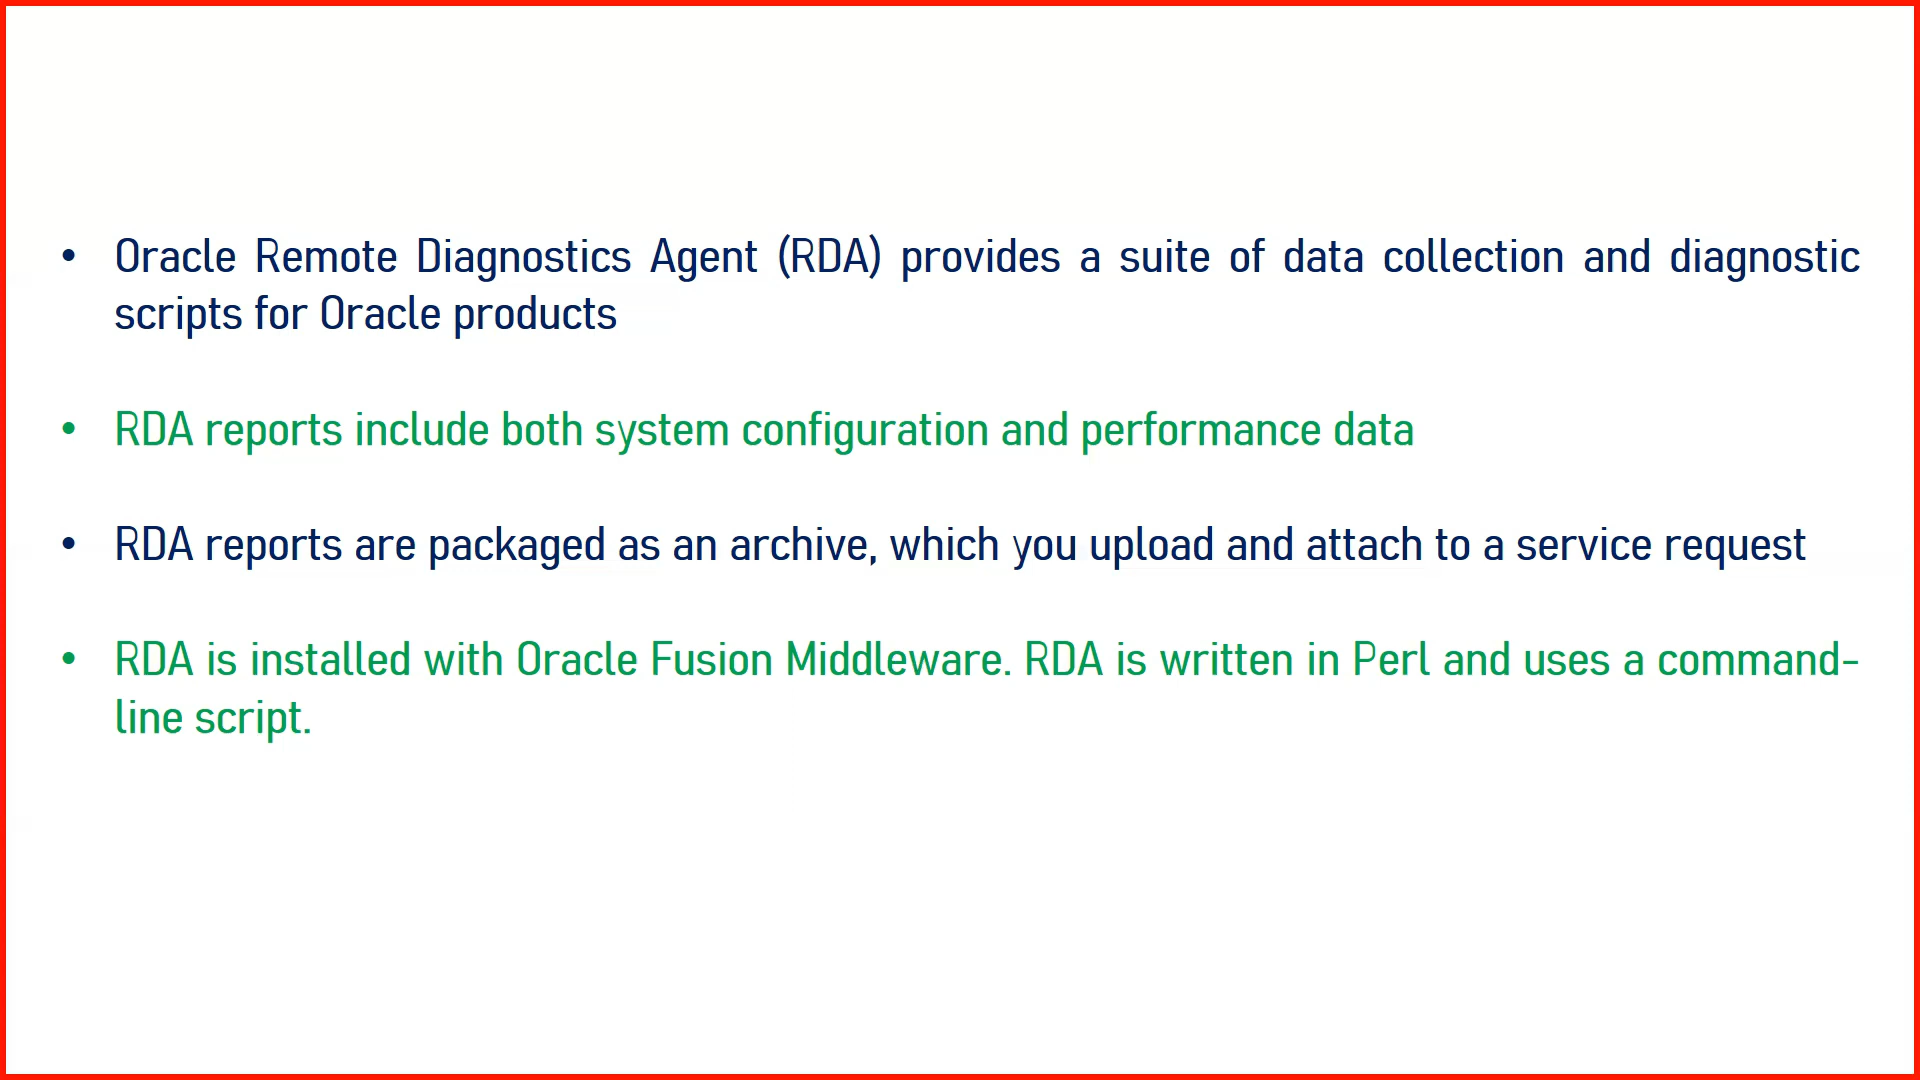 • Oracle Remote Diagnostics Agent (RDA) provides a suite of data collection and diagnostic
scripts for Oracle products
• RDA reports include both system configuration and performance data
• RDA reports are packaged as an archive, which you upload and attach to a service request
• RDA is installed with Oracle Fusion Middleware. RDA is written in Perl and uses a command-
line script.